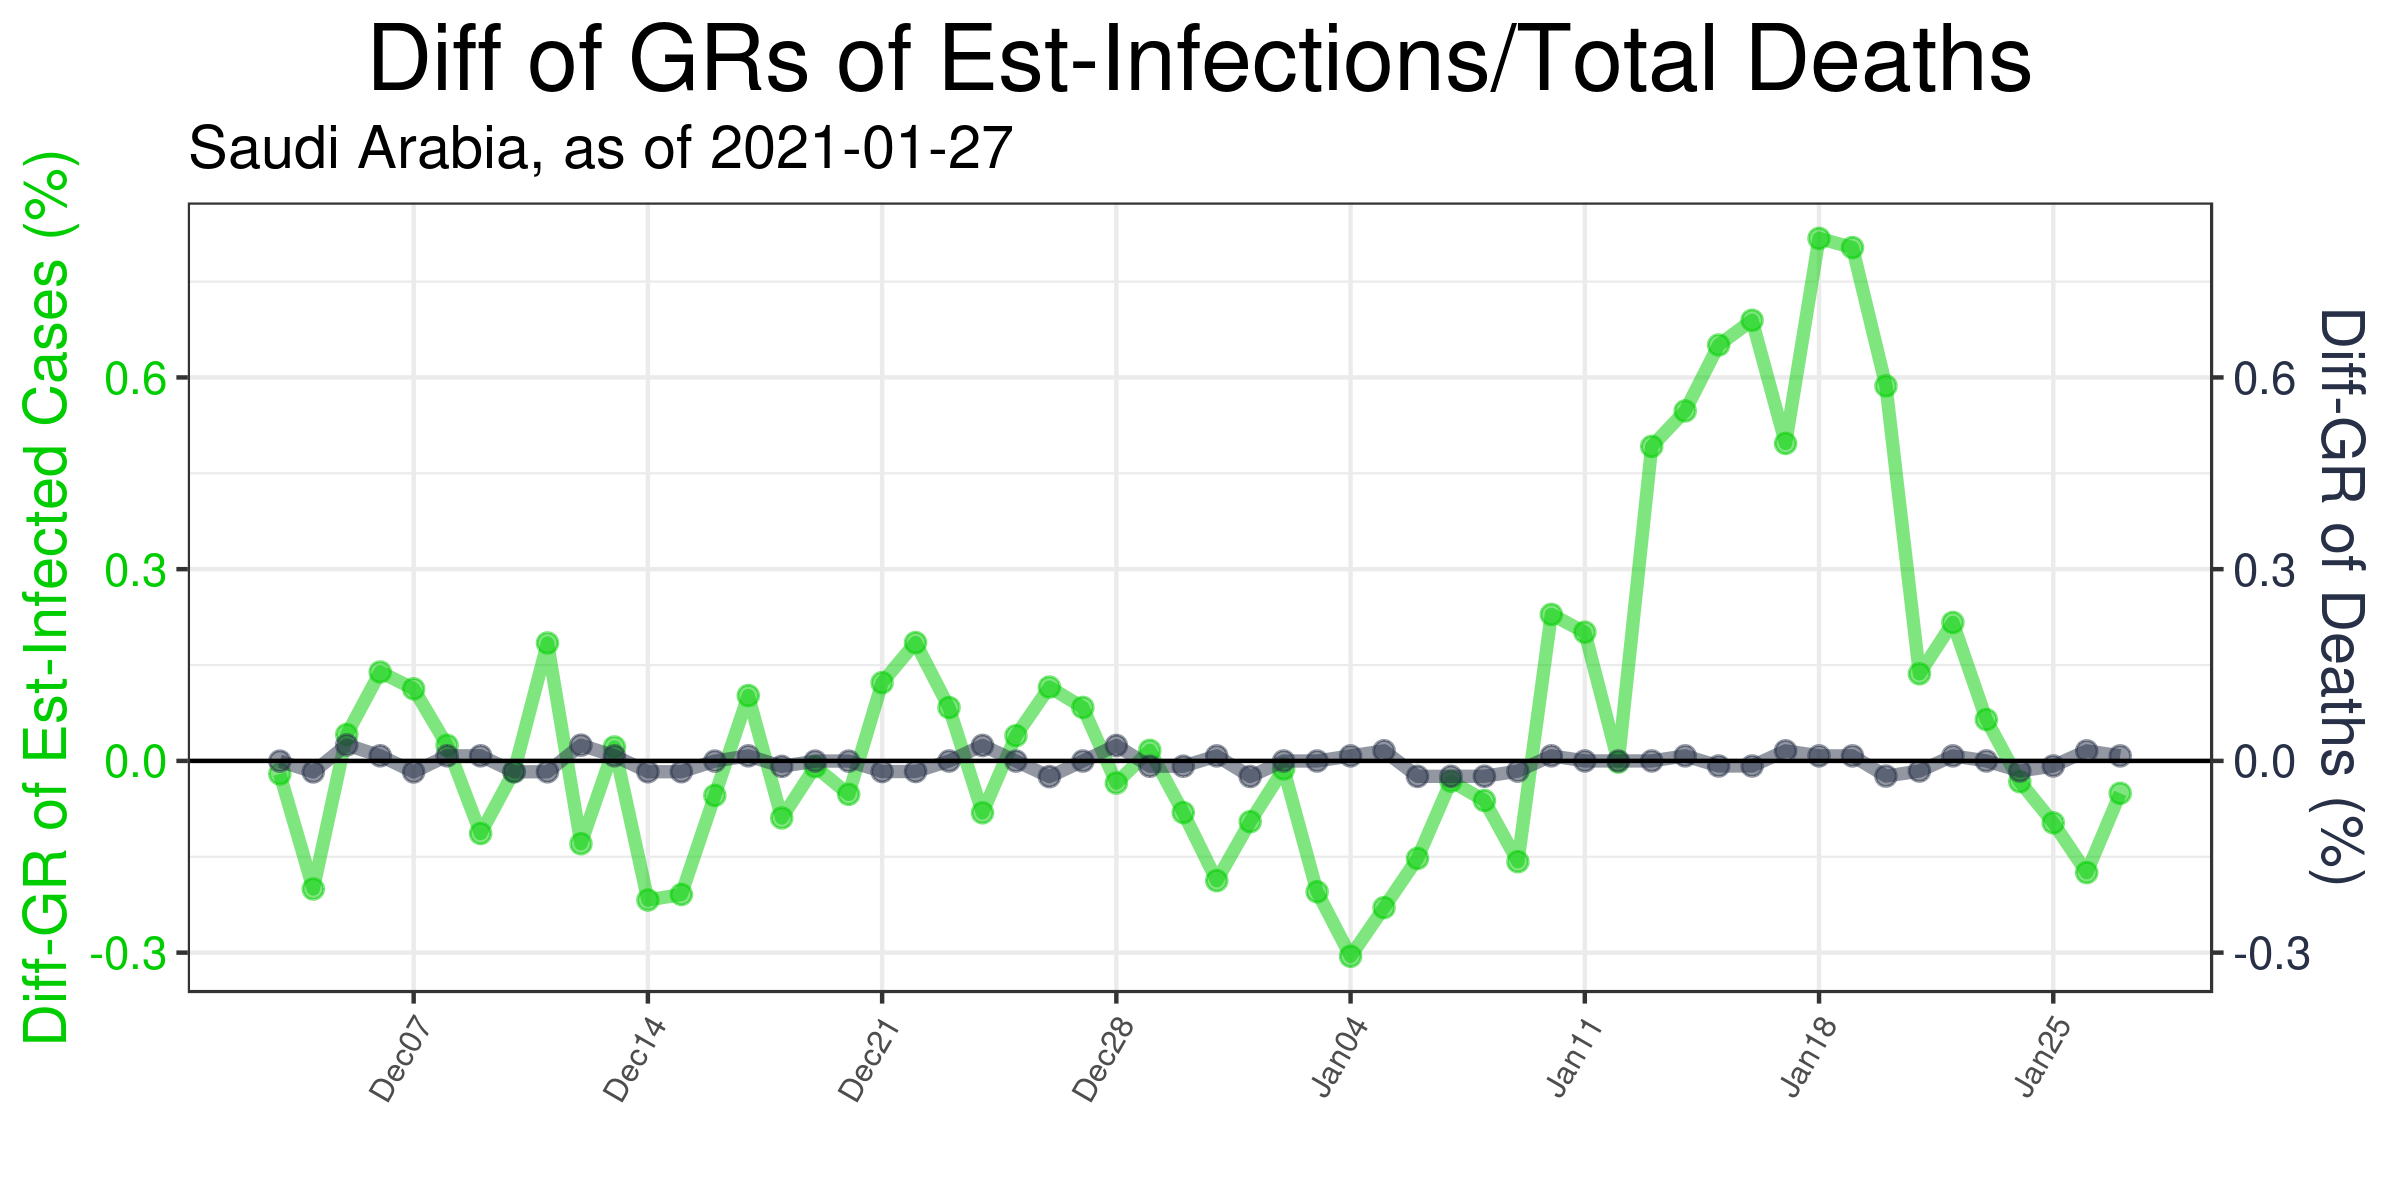 Diff of GRs of Est-Infections/Total Deaths
Saudi Arabia, as of 2021-01-27
Diff-GR of Est-Infected Cases (%)
0.6
0.3
0.0
-0.3
0.6
0.3
0.0
-0.3
Diff-GR of Deaths (%)
Dec07
Dec14
Dec21
Dec28
Jan04
Jan11
Jan18
Jan25